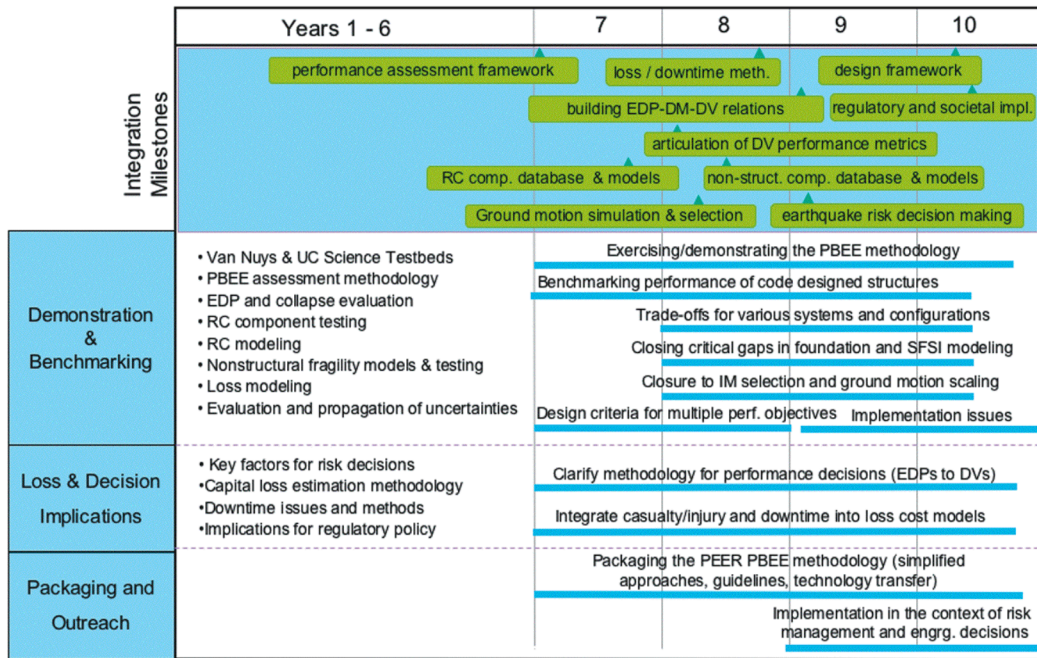 Years 1 - 6
7
8
9
10
Integration
Milestones
performance assessment framework
loss / downtime meth.
design framework
building EDP-DM-DV relations
regulatory and societal impl.
articulation of DV performance metrics
RC comp. database & models
non-struct. comp. database & models
Ground motion simulation & selection
earthquake risk decision making
Demonstration
&
Benchmarking
• Van Nuys & UC Science Testbeds
• PBEE assessment methodology
• EDP and collapse evaluation
• RC component testing
• RC modeling
• Nonstructural fragility models & testing
• Loss modeling
• Evaluation and propagation of uncertainties
Exercising/demonstrating the PBEE methodology
Benchmarking performance of code designed structures
Trade-offs for various systems and configurations
Closing critical gaps in foundation and SFSI modeling
Closure to IM selection and ground motion scaling
Design criteria for multiple perf. objectives
Implementation issues
Loss & Decision
Implications
• Key factors for risk decisions
•Capital loss estimation methodology
•Downtime issues and methods
•Implications for regulatory policy
Clarify methodology for performance decisions (EDPs to DVs)
Integrate casualty/injury and downtime into loss cost models
Packaging and
Outreach
Packaging the PEER PBEE methodology (simplified
approaches, guidelines, technology transfer)
Implementation in the context of risk
management and engrg. decisions